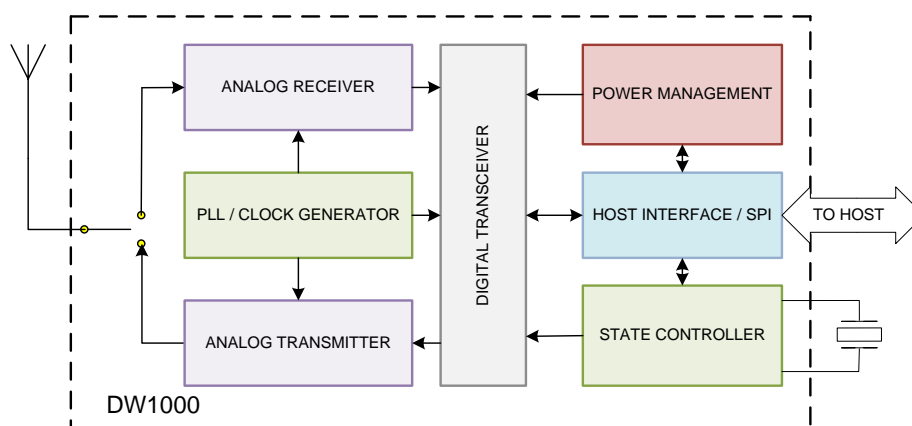 ANALOG RECEIVER
POWER MANAGEMENT
DIGITAL TRANSCEIVER
PLL / CLOCK GENERATOR
HOST INTERFACE / SPI
TO HOST
ANALOG TRANSMITTER
STATE CONTROLLER
DW1000